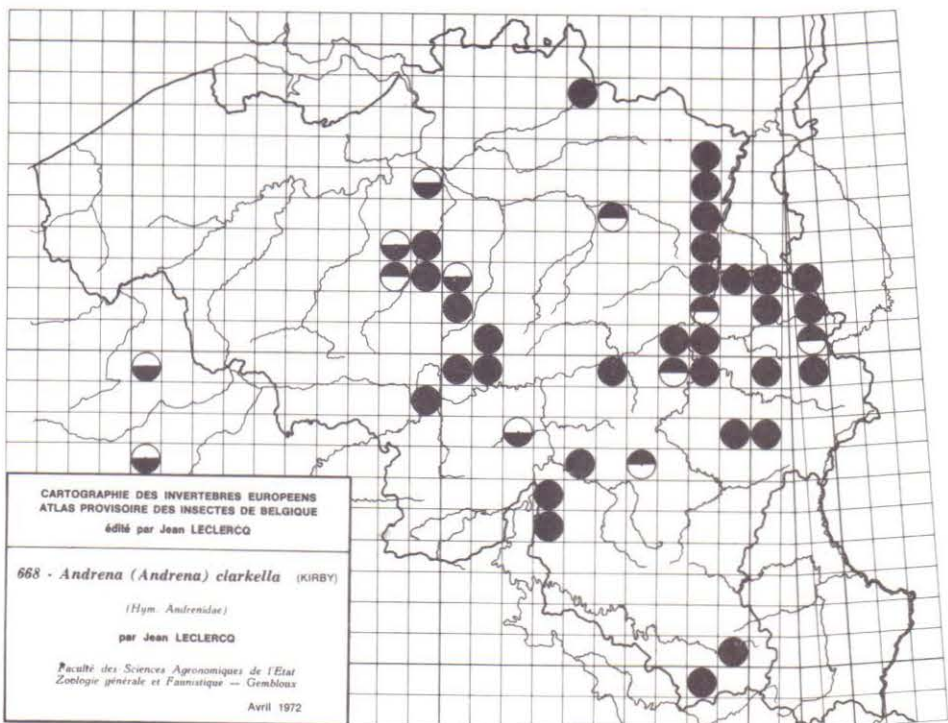 CARTOGRAPHIE DES INVERTEBRES EUROPEENS
ATLAS PROVISOIRE DES INSECTES DE BELGIQUE
édité par Jean LECLERCQ
668 - Andrena (Andrena) clarkella (KIRBY)
(Hym. Andrenidae)
par Jean LECLERCQ
Faculté des Sciences Agronomiques de l'Etat
Zoologie générale et Faunistique — Gembloux
Avril 1972